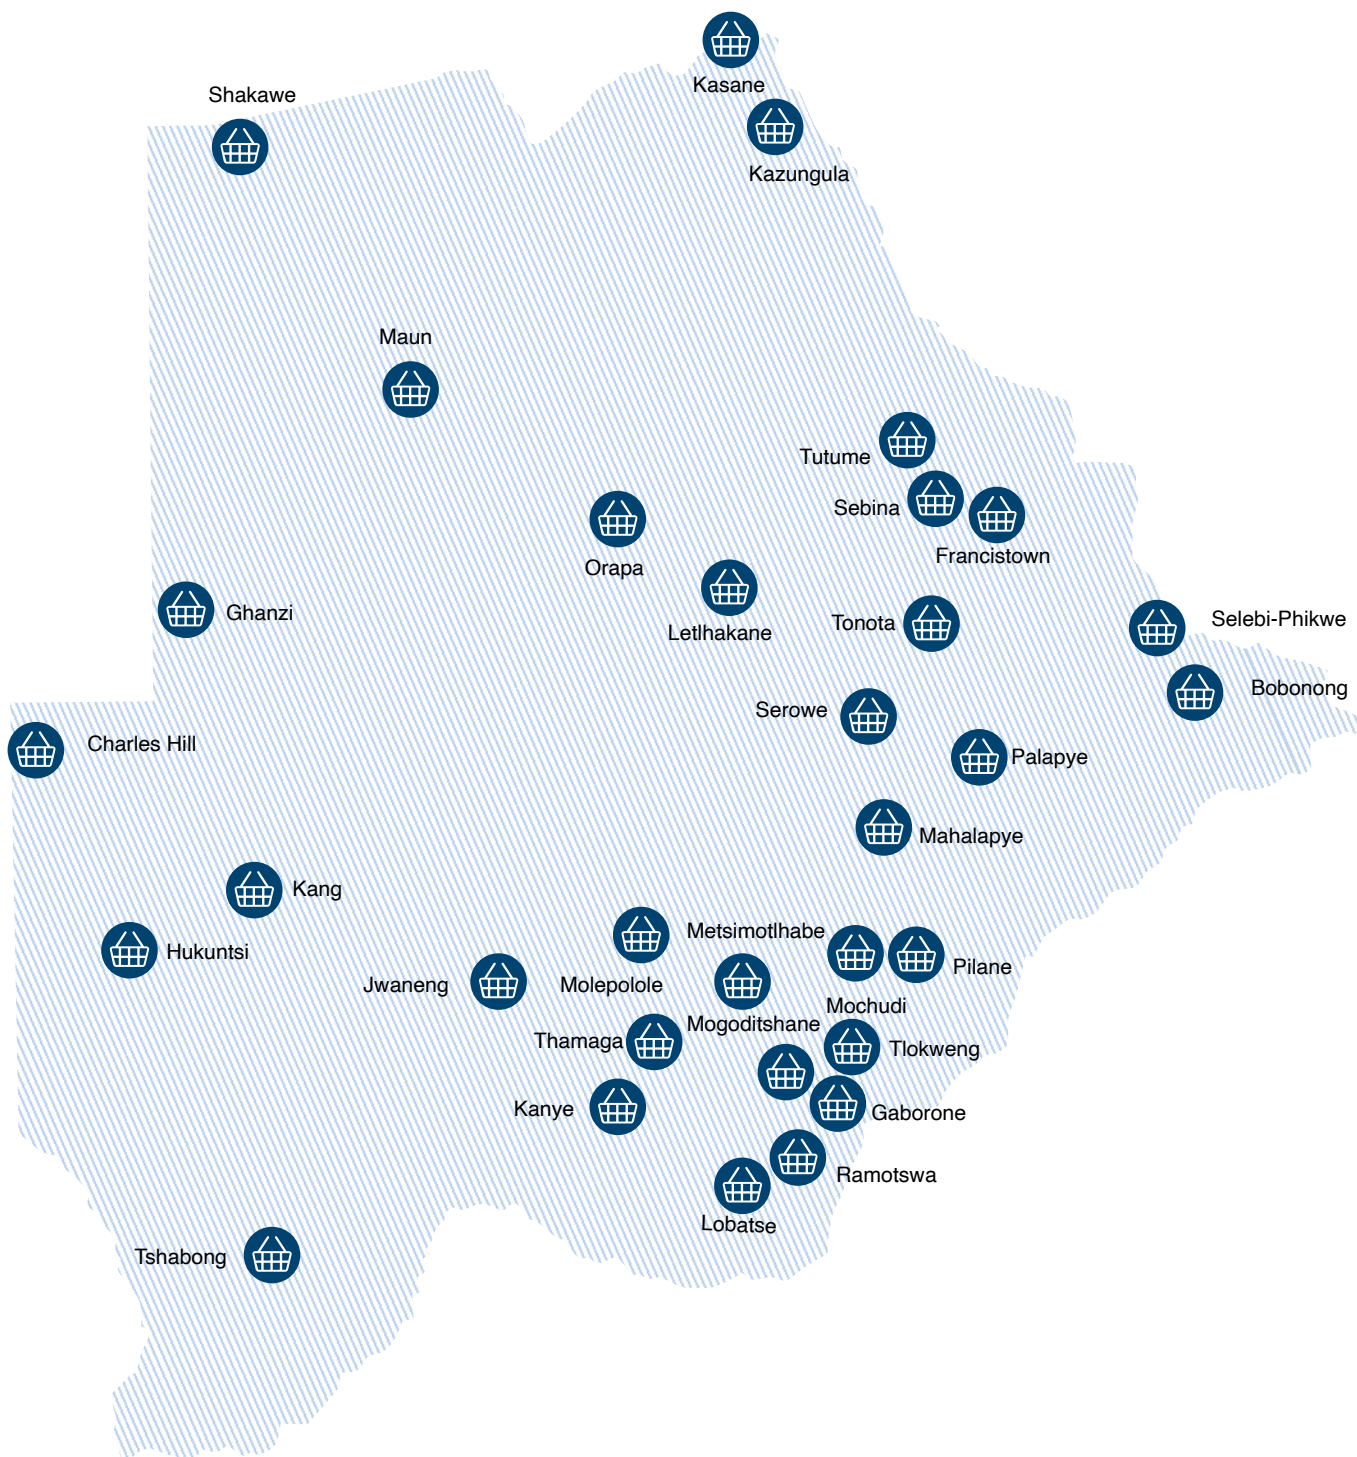 Kasane
Shakawe
Kazungula
Maun
Tutume
Sebina
Francistown
Orapa
Letlhakane
Ghanzi
Tonota
Selebi-Phikwe
Bobonong
Serowe
Charles Hill
Palapye
Mahalapye
Kang
Metsimotlhabe
Hukuntsi
Pilane
Jwaneng
Molepolole
Mochudi
Mogoditshane
Thamaga
Tlokweng
Kanye
Gaborone
Ramotswa
Lobatse
Tshabong